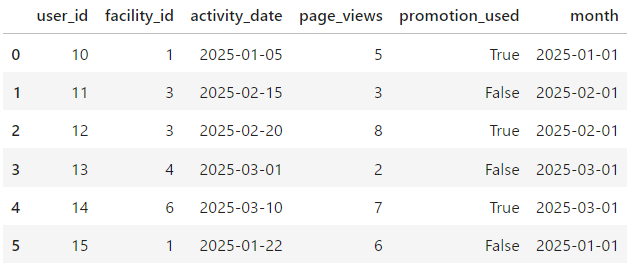 user_id facility_id activity_date page_views promotion_used month
0 10 1 2025-01-05 5 True 2025-01-01
1 11 3 2025-02-15 3 False 2025-02-01
2 12 3 2025-02-20 8 True 2025-02-01
3 13 4 2025-03-01 2 False 2025-03-01
4 14 6 2025-03-10 7 True 2025-03-01
5 15 1 2025-01-22 6 False 2025-01-01